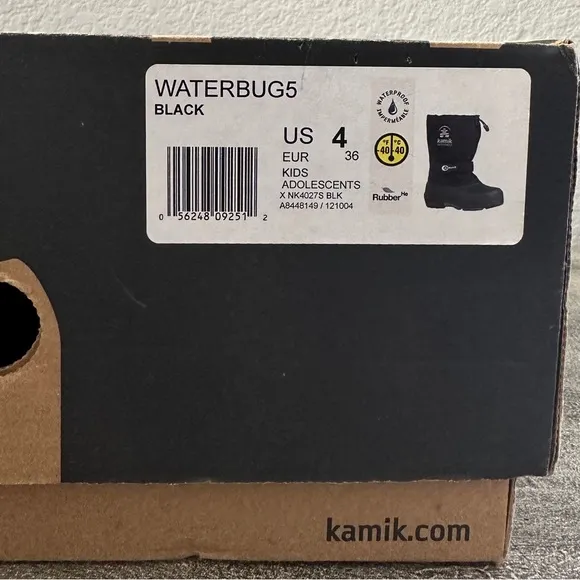 WATERBUG5
BLACK
US 4
EUR 36
KIDS
ADOLESCENTS
X NK4027S BLK
A8448149 / 121004
0 56248 09251 2
WATERPROOF
IMPERMÉABLE
°F °C
-40 -40
RubberHe
kamik
kamik.com